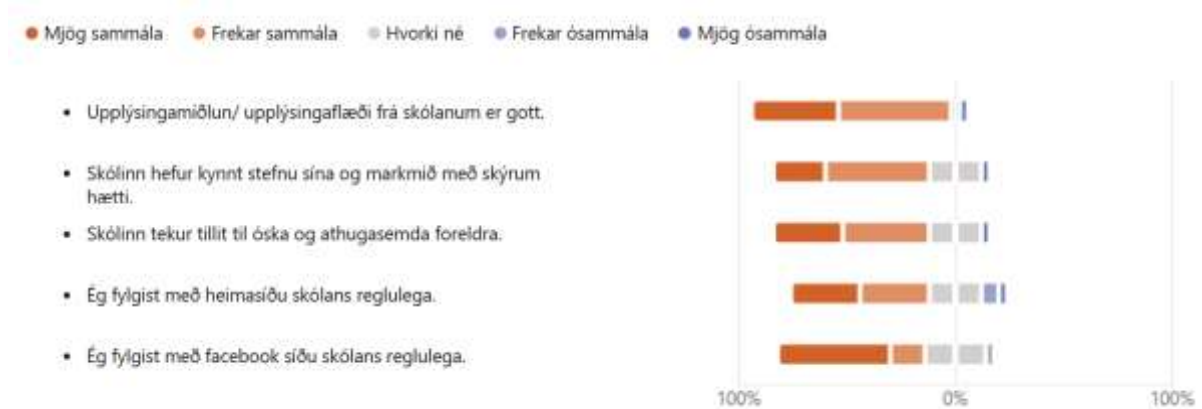 Mjög sammála Frekar sammála Hvorki né Frekar ósammála Mjög ósammála
• Upplýsingamiðlun/ upplýsingaflæði frá skólanum er gott.
• Skólinn hefur kynnt stefnu sína og markmið með skýrum
hætti.
• Skólinn tekur tillit til óska og athugasemda foreldra.
• Ég fylgist með heimasíðu skólans reglulega.
• Ég fylgist með facebook síðu skólans reglulega.
100% 0% 100%